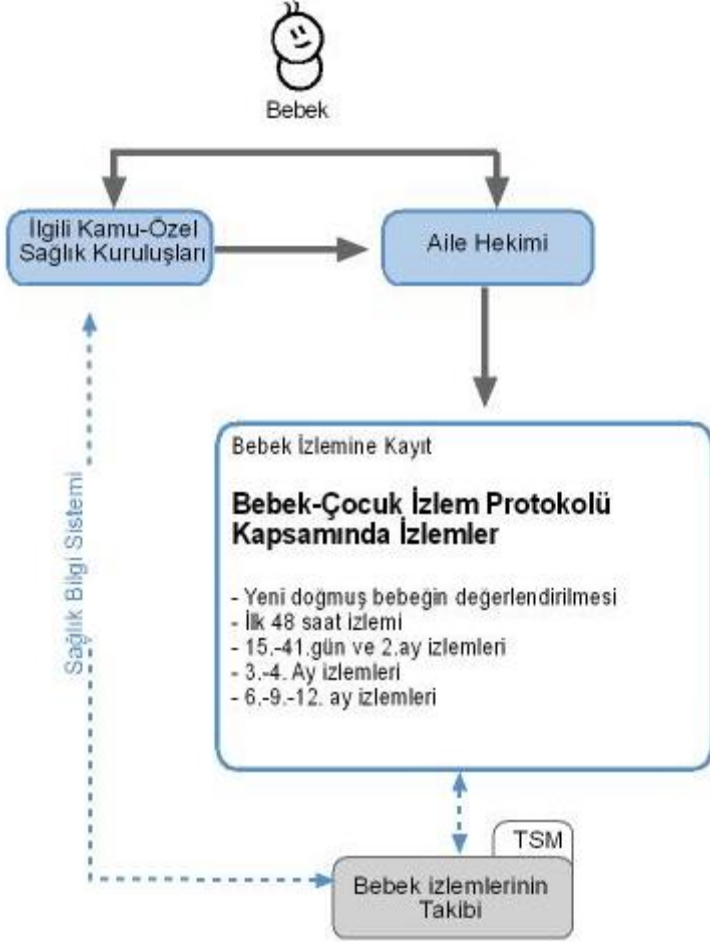 Bebek
İlgili Kamu-Özel
Sağlık Kuruluşları
Aile Hekimi
Sağlık Bilgi Sistemi
Bebek İzlemine Kayıt
Bebek-Çocuk İzlem Protokolü
Kapsamında İzlemler
- Yeni doğmuş bebeğin değerlendirilmesi
- İlk 48 saat izlemi
- 15.-41.gün ve 2.ay izlemleri
- 3.-4. Ay izlemleri
- 6.-9.-12. ay izlemleri
TSM
Bebek izlemlerinin
Takibi